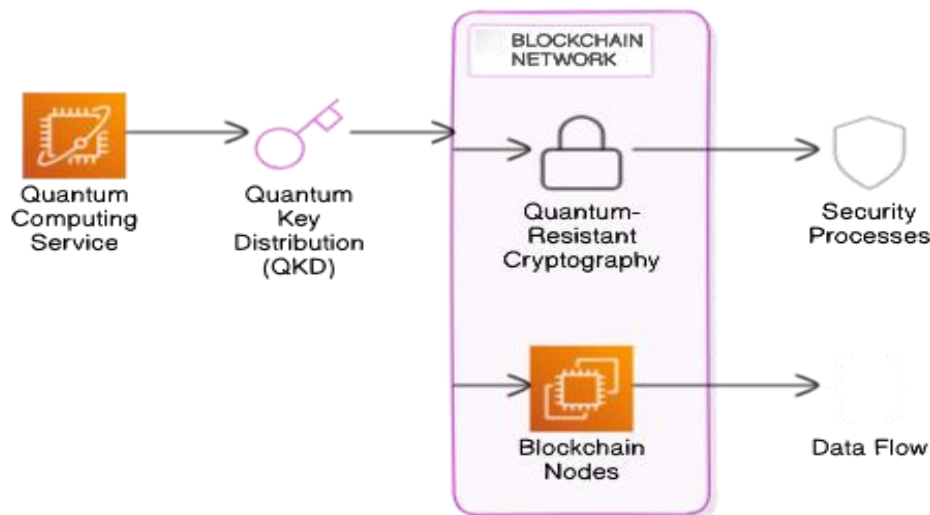 BLOCKCHAIN
NETWORK
Quantum
Computing
Service
Quantum
Key
Distribution
(QKD)
Quantum-
Resistant
Cryptography
Security
Processes
Blockchain
Nodes
Data Flow